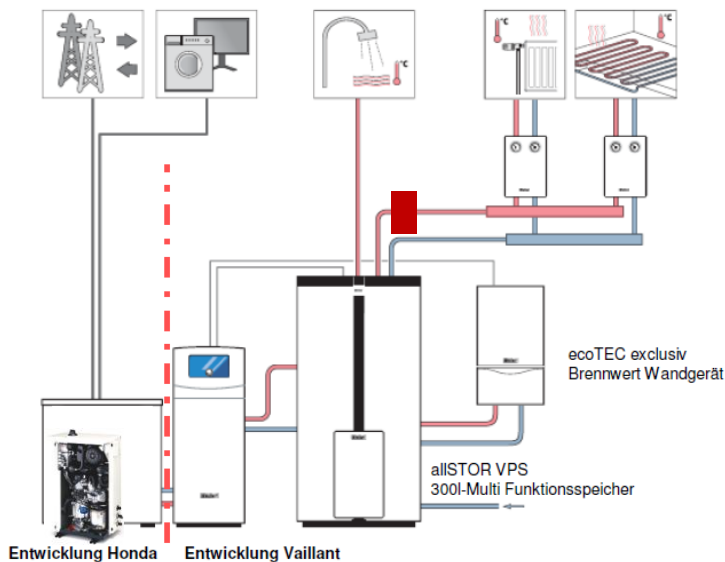 °C
°C
°C
ecoTEC exclusiv
Brennwert Wandgerät
allSTOR VPS
300l-Multi Funktionsspeicher
Entwicklung Honda
Entwicklung Vaillant